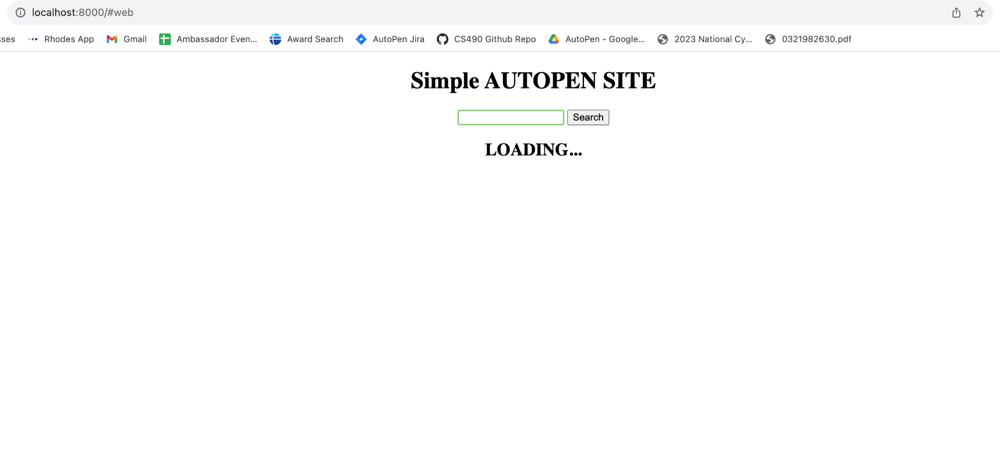 localhost:8000/#web
sses Rhodes App Gmail Ambassador Even... Award Search AutoPen Jira CS490 Github Repo AutoPen - Google... 2023 National Cy... 0321982630.pdf
Simple AUTOPEN SITE
Search
LOADING...